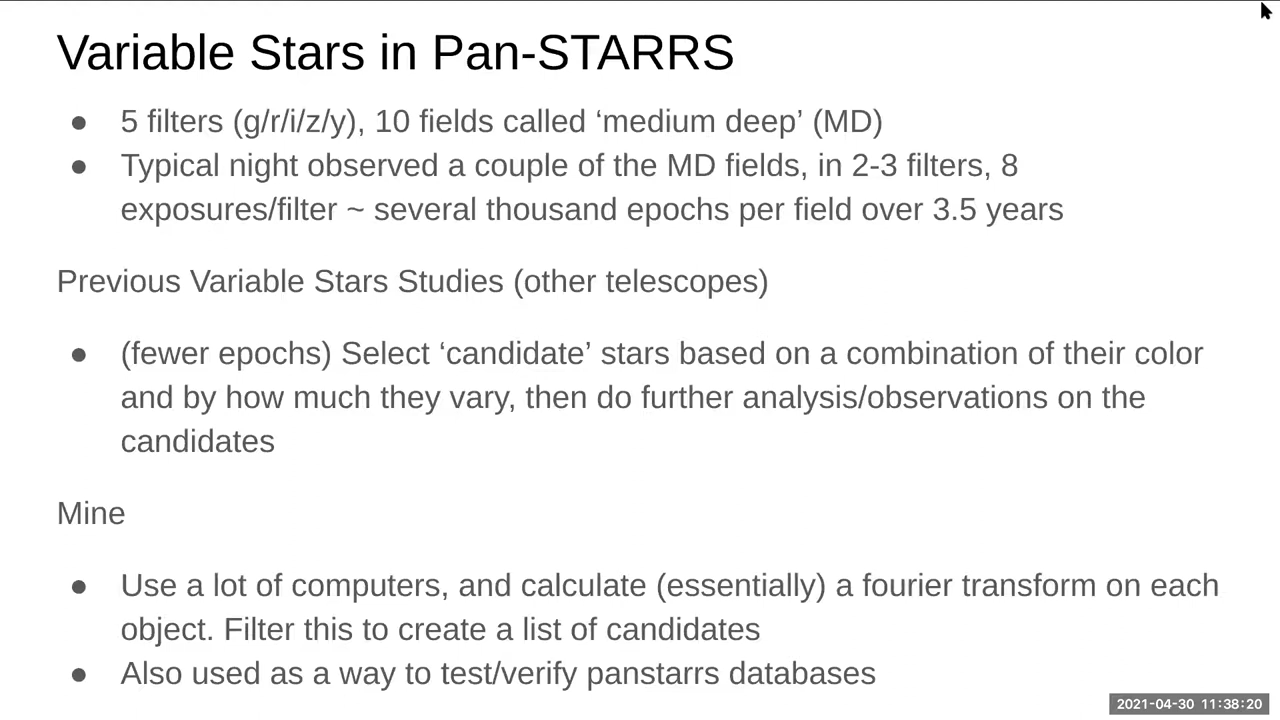 Variable Stars in Pan-STARRS
● 5 filters (g/r/i/z/y), 10 fields called ‘medium deep’ (MD)
● Typical night observed a couple of the MD fields, in 2-3 filters, 8
exposures/filter ~ several thousand epochs per field over 3.5 years
Previous Variable Stars Studies (other telescopes)
● (fewer epochs) Select ‘candidate’ stars based on a combination of their color
and by how much they vary, then do further analysis/observations on the
candidates
Mine
● Use a lot of computers, and calculate (essentially) a fourier transform on each
object. Filter this to create a list of candidates
● Also used as a way to test/verify panstarrs databases
2021-04-30 11:38:20